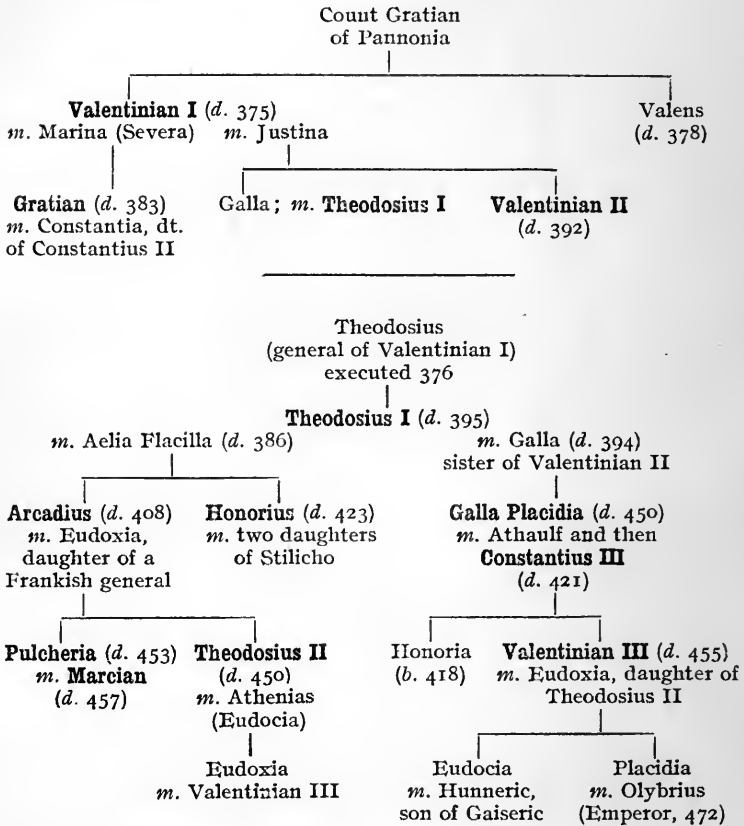 Count Gratian
of Pannonia
Valentinian I (d. 375)
m. Marina (Severa) m. Justina
Valens
(d. 378)
Gratian (d. 383)
m. Constantia, dt.
of Constantius II
Galla; m. Theodosius I
Valentinian II
(d. 392)
Theodosius
(general of Valentinian I)
executed 376
Theodosius I (d. 395)
m. Aelia Flacilla (d. 386)
m. Galla (d. 394)
sister of Valentinian II
Arcadius (d. 408)
m. Eudoxia,
daughter of a
Frankish general
Honorius (d. 423)
m. two daughters
of Stilicho
Galla Placidia (d. 450)
m. Athaulf and then
Constantius III
(d. 421)
Pulcheria (d. 453)
m. Marcian
(d. 457)
Theodosius II
(d. 450)
m. Athenias
(Eudocia)
Honoria
(b. 418)
Valentinian III (d. 455)
m. Eudoxia, daughter of
Theodosius II
Eudoxia
m. Valentinian III
Eudocia
m. Hunneric,
son of Gaiseric
Placidia
m. Olybrius
(Emperor, 472)